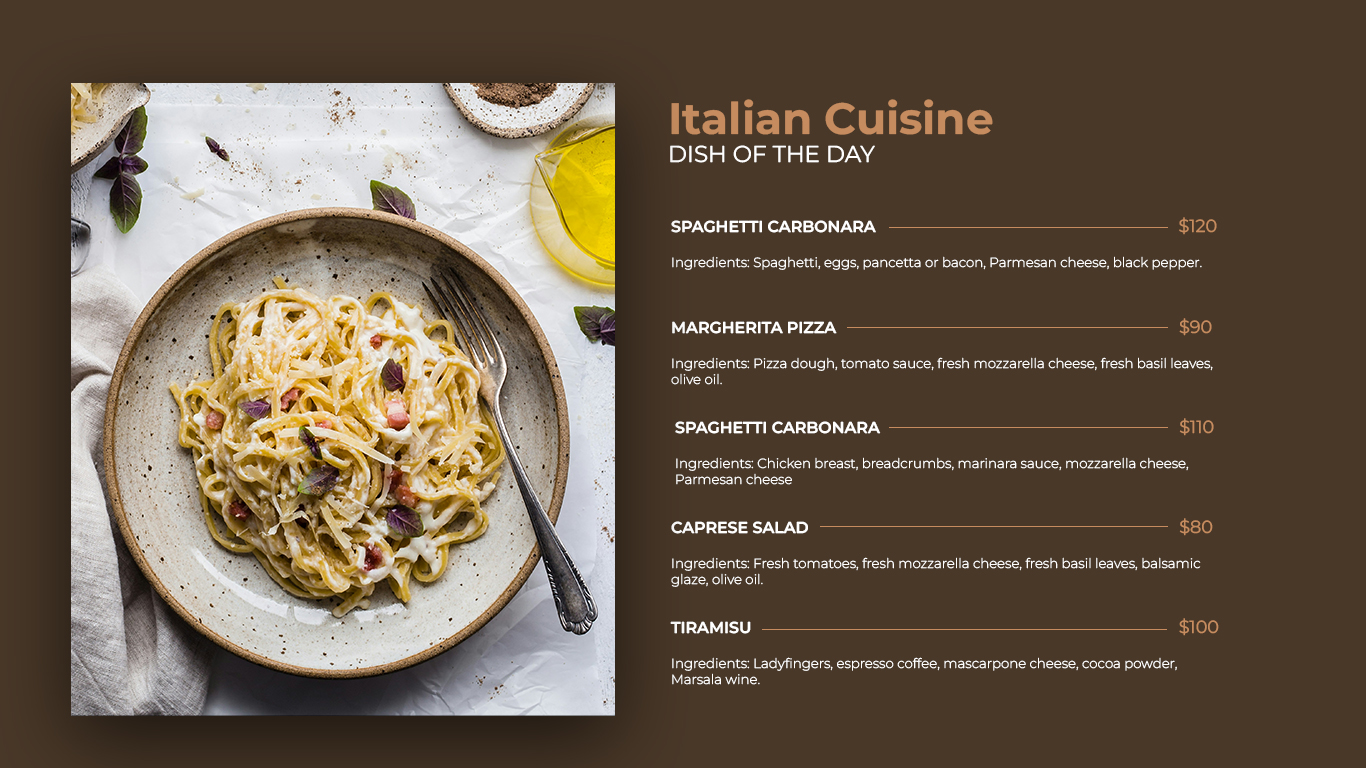 Italian Cuisine
DISH OF THE DAY
SPAGHETTI CARBONARA $120
Ingredients: Spaghetti, eggs, pancetta or bacon, Parmesan cheese, black pepper.
MARGHERITA PIZZA $90
Ingredients: Pizza dough, tomato sauce, fresh mozzarella cheese, fresh basil leaves,
olive oil.
SPAGHETTI CARBONARA $110
Ingredients: Chicken breast, breadcrumbs, marinara sauce, mozzarella cheese,
Parmesan cheese
CAPRESE SALAD $80
Ingredients: Fresh tomatoes, fresh mozzarella cheese, fresh basil leaves, balsamic
glaze, olive oil.
TIRAMISU $100
Ingredients: Ladyfingers, espresso coffee, mascarpone cheese, cocoa powder,
Marsala wine.